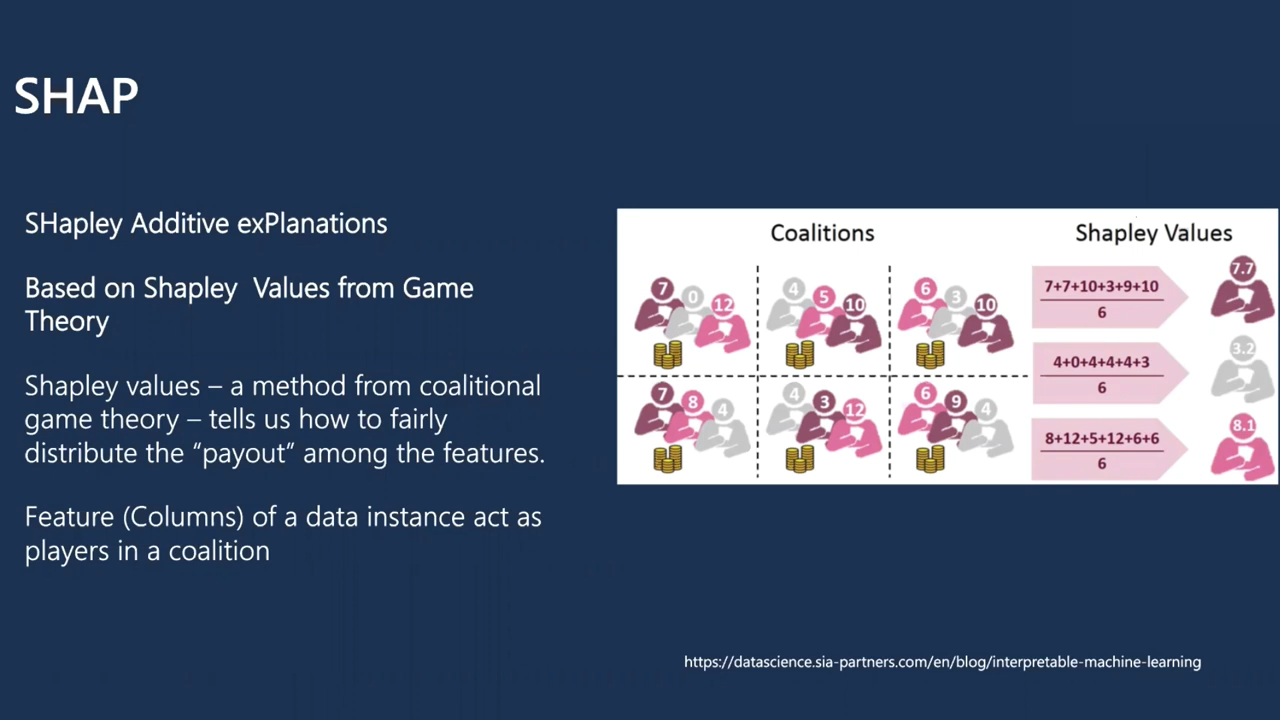 SHAP
SHapley Additive exPlanations
Based on Shapley Values from Game
Theory
Shapley values – a method from coalitional
game theory – tells us how to fairly
distribute the “payout” among the features.
Feature (Columns) of a data instance act as
players in a coalition
Coalitions
7 0 12
4 5 10
6 3 10
7 8 4
4 3 12
6 9 4
Shapley Values
7+7+10+3+9+10
6
7.7
4+0+4+4+4+3
6
3.2
8+12+5+12+6+6
6
8.1
https://datascience.sia-partners.com/en/blog/interpretable-machine-learning